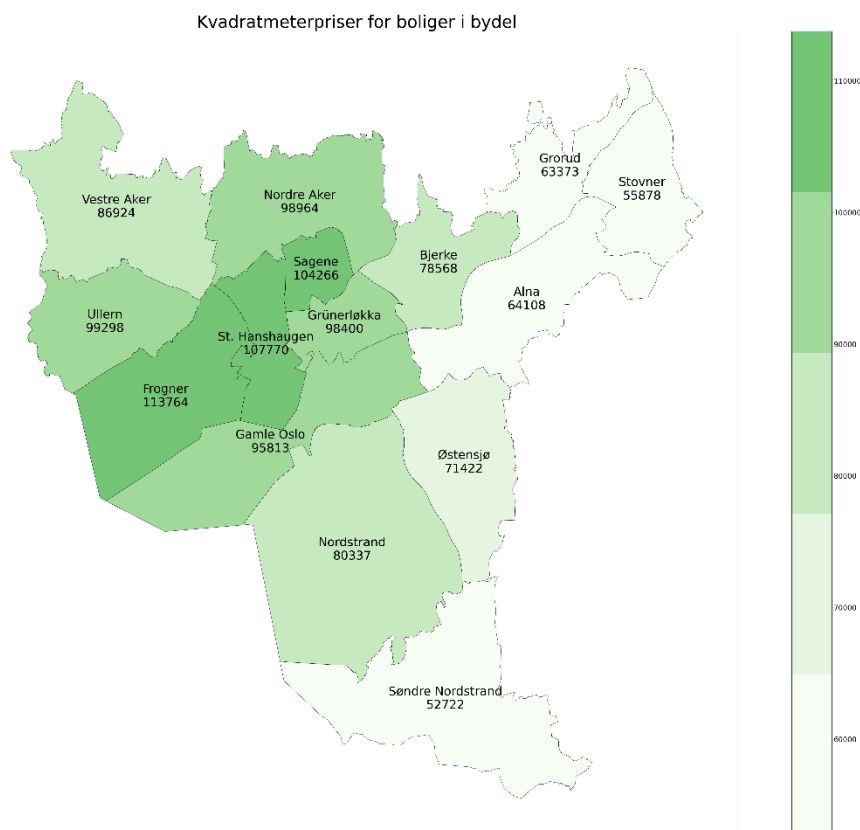 Kvadratmeterpriser for boliger i bydel
110000
Grorud
63373
Stovner
55878
Vestre Aker
86924
Nordre Aker
98964
100000
Sagene
104266
Bjerke
78568
Alna
64108
Ullern
99298
Grünerløkka
98400
St. Hanshaugen
107770
90000
Frogner
113764
Gamle Oslo
95813
Østensjø
71422
80000
Nordstrand
80337
70000
Søndre Nordstrand
52722
60000